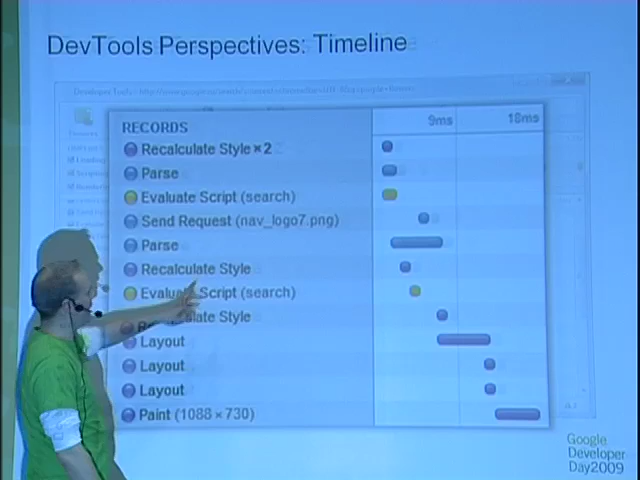 DevTools Perspectives: Timeline
RECORDS 9ms 18ms
Recalculate Style × 2
Parse
Evaluate Script (search)
Send Request (nav_logo7.png)
Parse
Recalculate Style
Evaluate Script (search)
Style
Layout
Layout
Layout
Paint (1088 × 730)
Google
Developer
Day2009